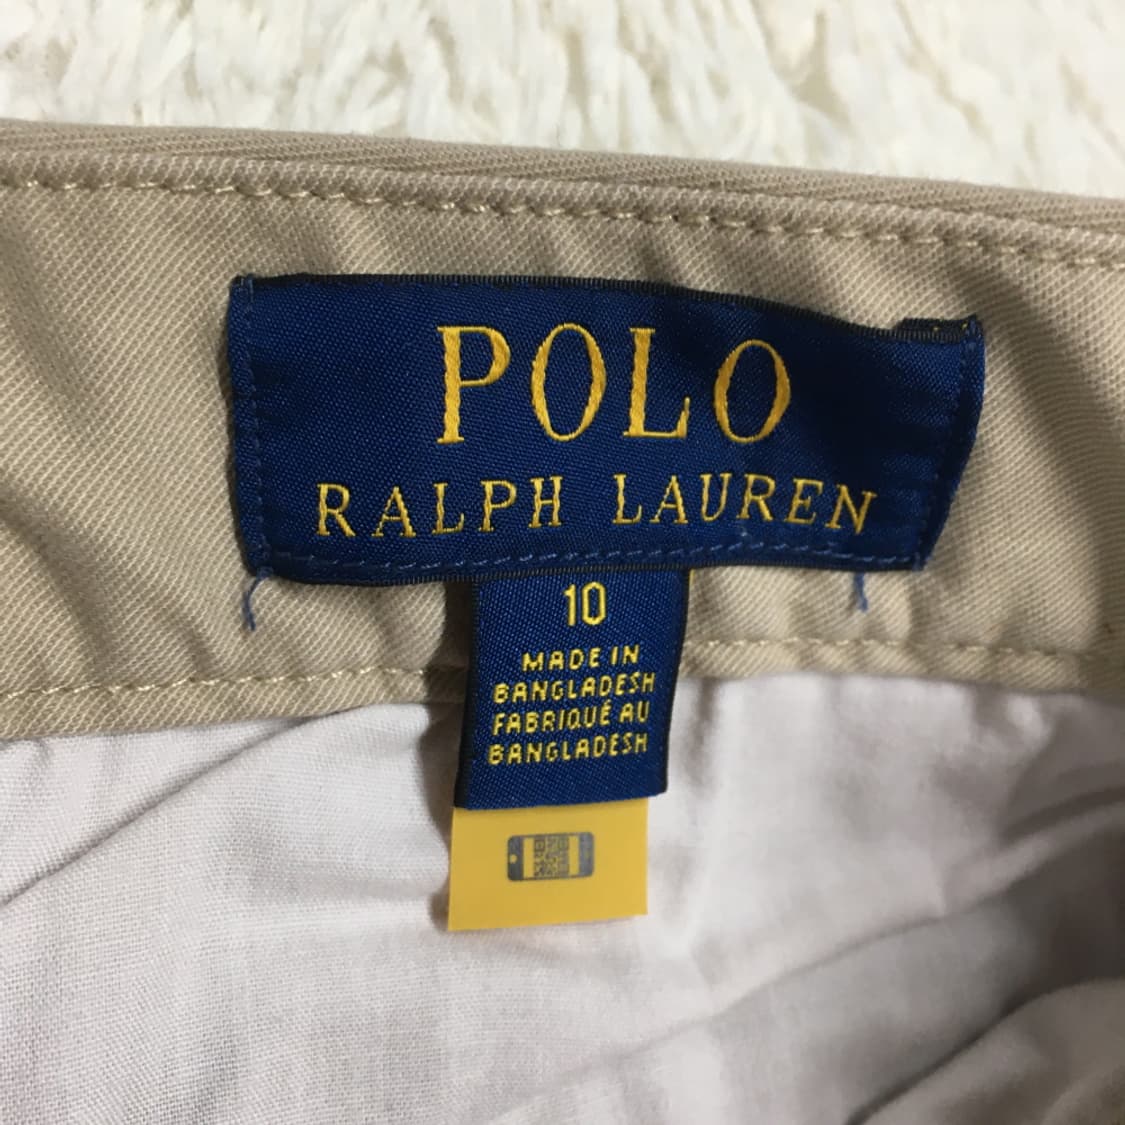 POLO
RALPH LAUREN
10
MADE IN
BANGLADESH
FABRIQUÉ AU
BANGLADESH